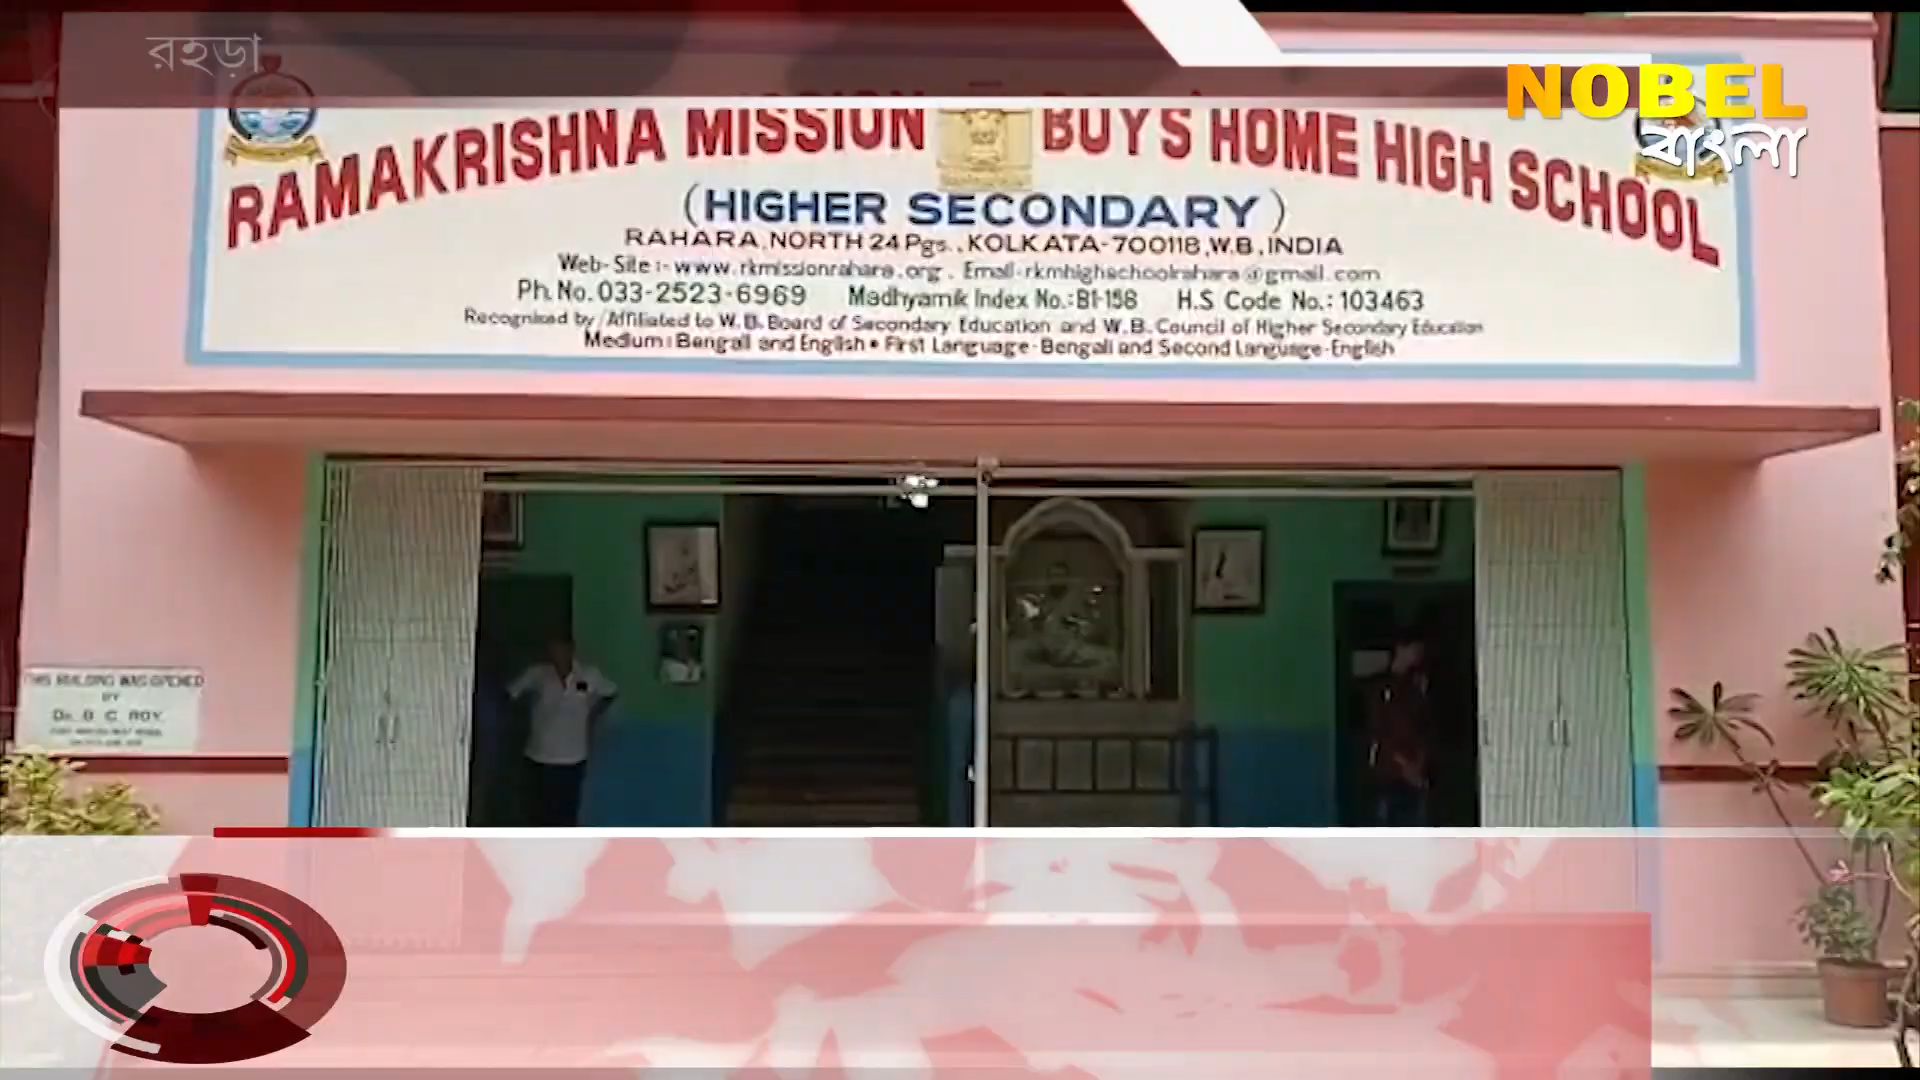 রহড়া
NOBEL
বাংলা
RAMAKRISHNA MISSION BOYS HOME HIGH SCHOOL
(HIGHER SECONDARY)
RAHARA, NORTH 24 Pgs., KOLKATA-700118, W.B, INDIA
Web-Site:- www.rkmissionrahara.org. Email-rkmhighschoolrahara@gmail.com
Ph. No. 033-2523-6969 Madhyamik Index No.: B1-158 H.S Code No.: 103463
Recognised by/Affiliated to W.B. Board of Secondary Education and W.B. Council of Higher Secondary Education
Medium: Bengali and English • First Language-Bengali and Second Language-English
THIS BUILDING WAS OPENED
BY
Dr. B. C. ROY